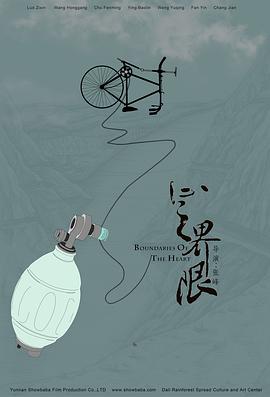 Luo Zixin Wang Honggang Chu Fenming Ying Baolin Wang Yuqing Fan Yin Chang Jian
心之界限
BOUNDARIES OF
THE HEART
导演:张峰
Yunnan Showbaba Film Production Co.,LTD www.showbaba.com Dali Rainforest Spread Culture and Art Center